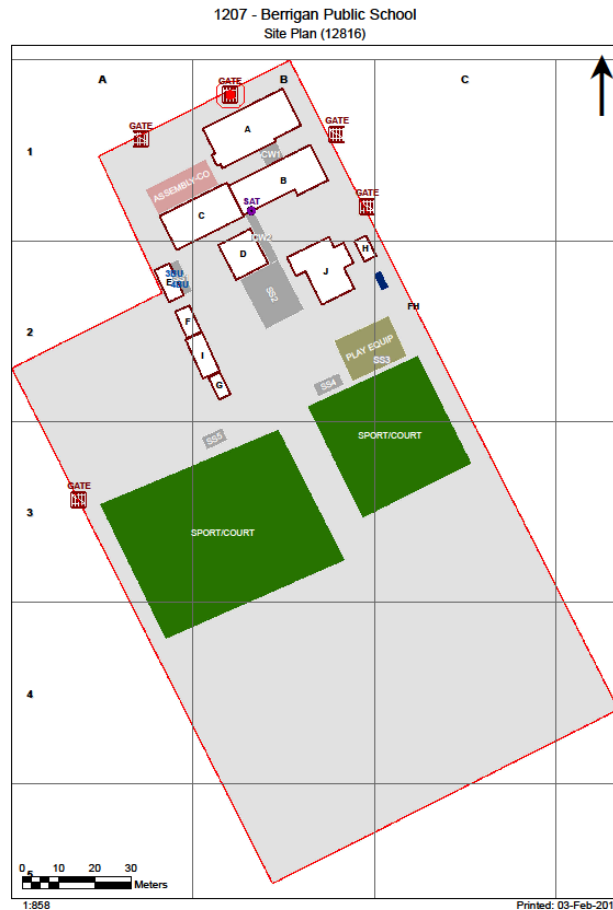 1207 - Berrigan Public School
Site Plan (12816)
A
B
C
GATE
GATE
GATE
1
A
CW1
B
ASSEMBLY-CO
GATE
SAT
C
CW2
D
H
J
E
SS2
FH
2
F
I
PLAY EQUIP
SS3
G
SS4
SPORT/COURT
SS5
GATE
3
SPORT/COURT
4
5
0 10 20 30
Meters
1:858
Printed: 03-Feb-201